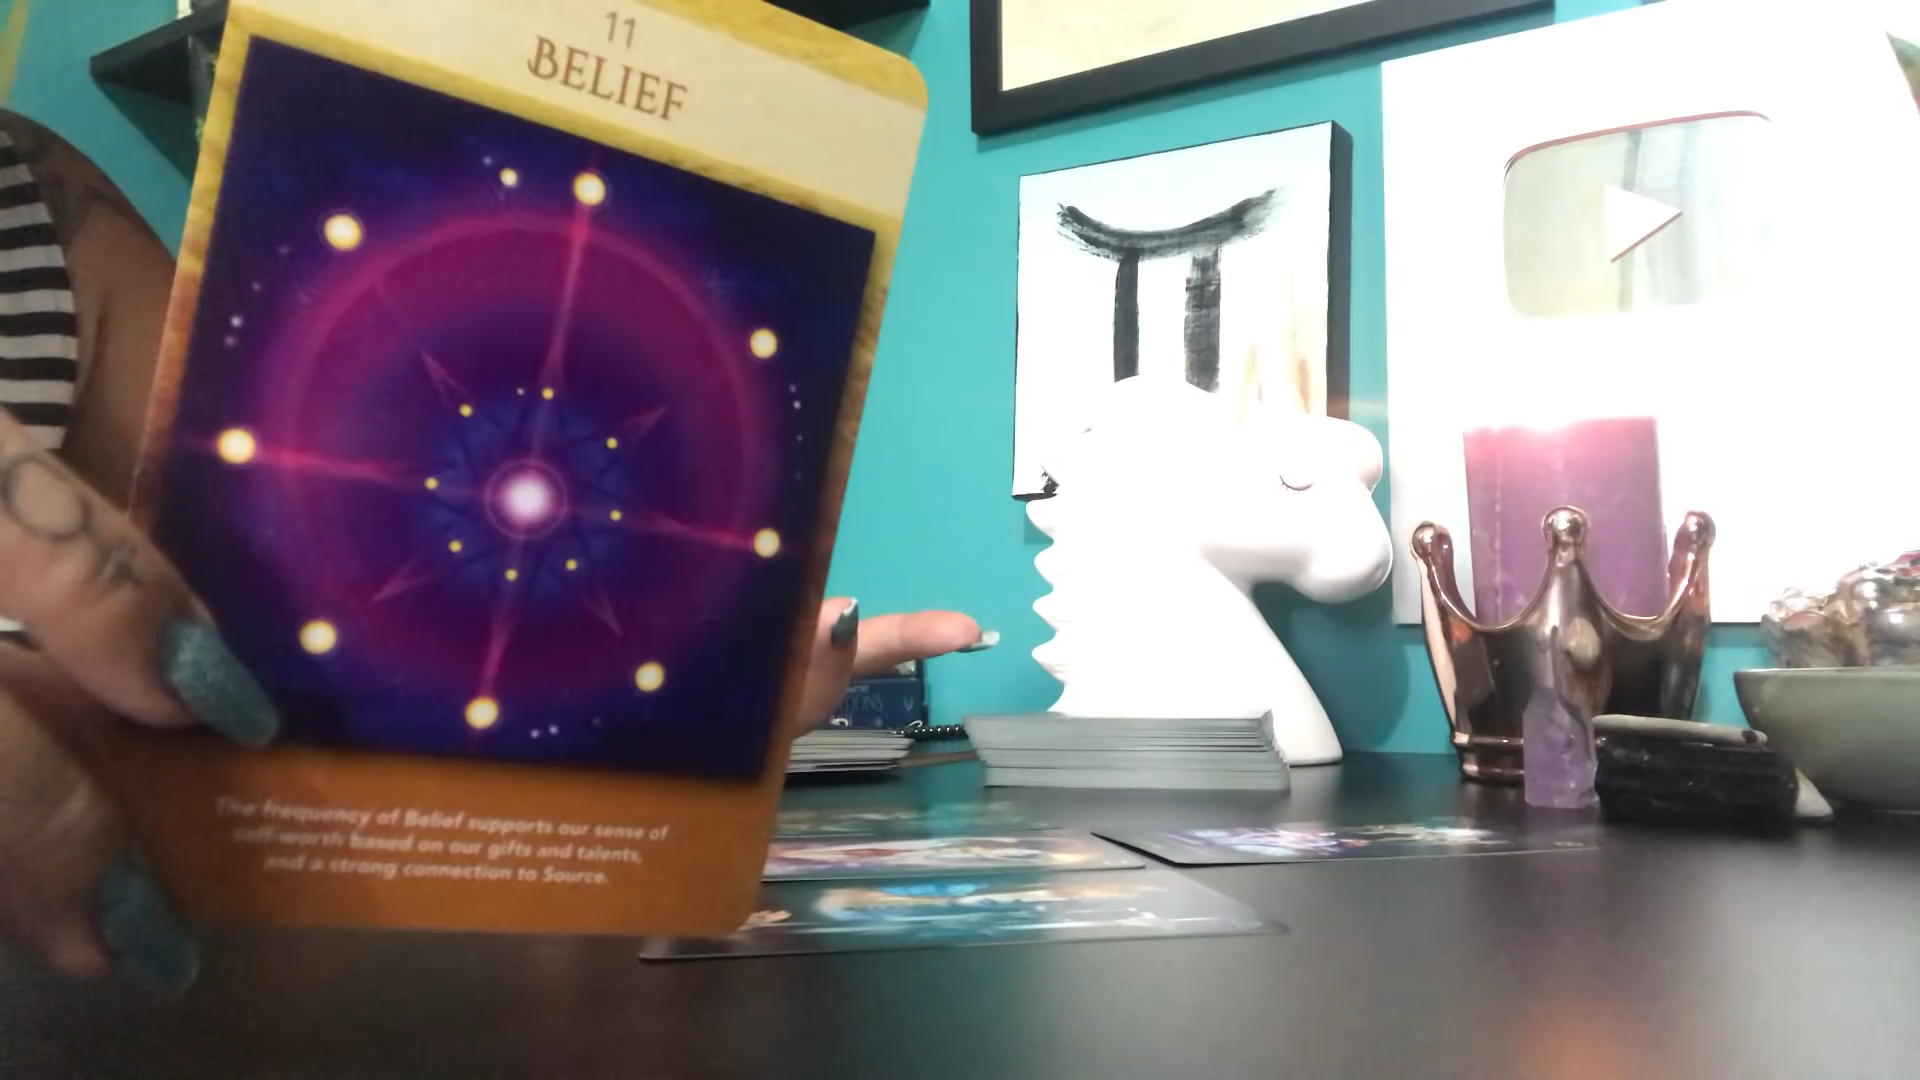 11
BELIEF
The frequency of Belief supports our sense of
self-worth based on our gifts and talents,
and a strong connection to Source.